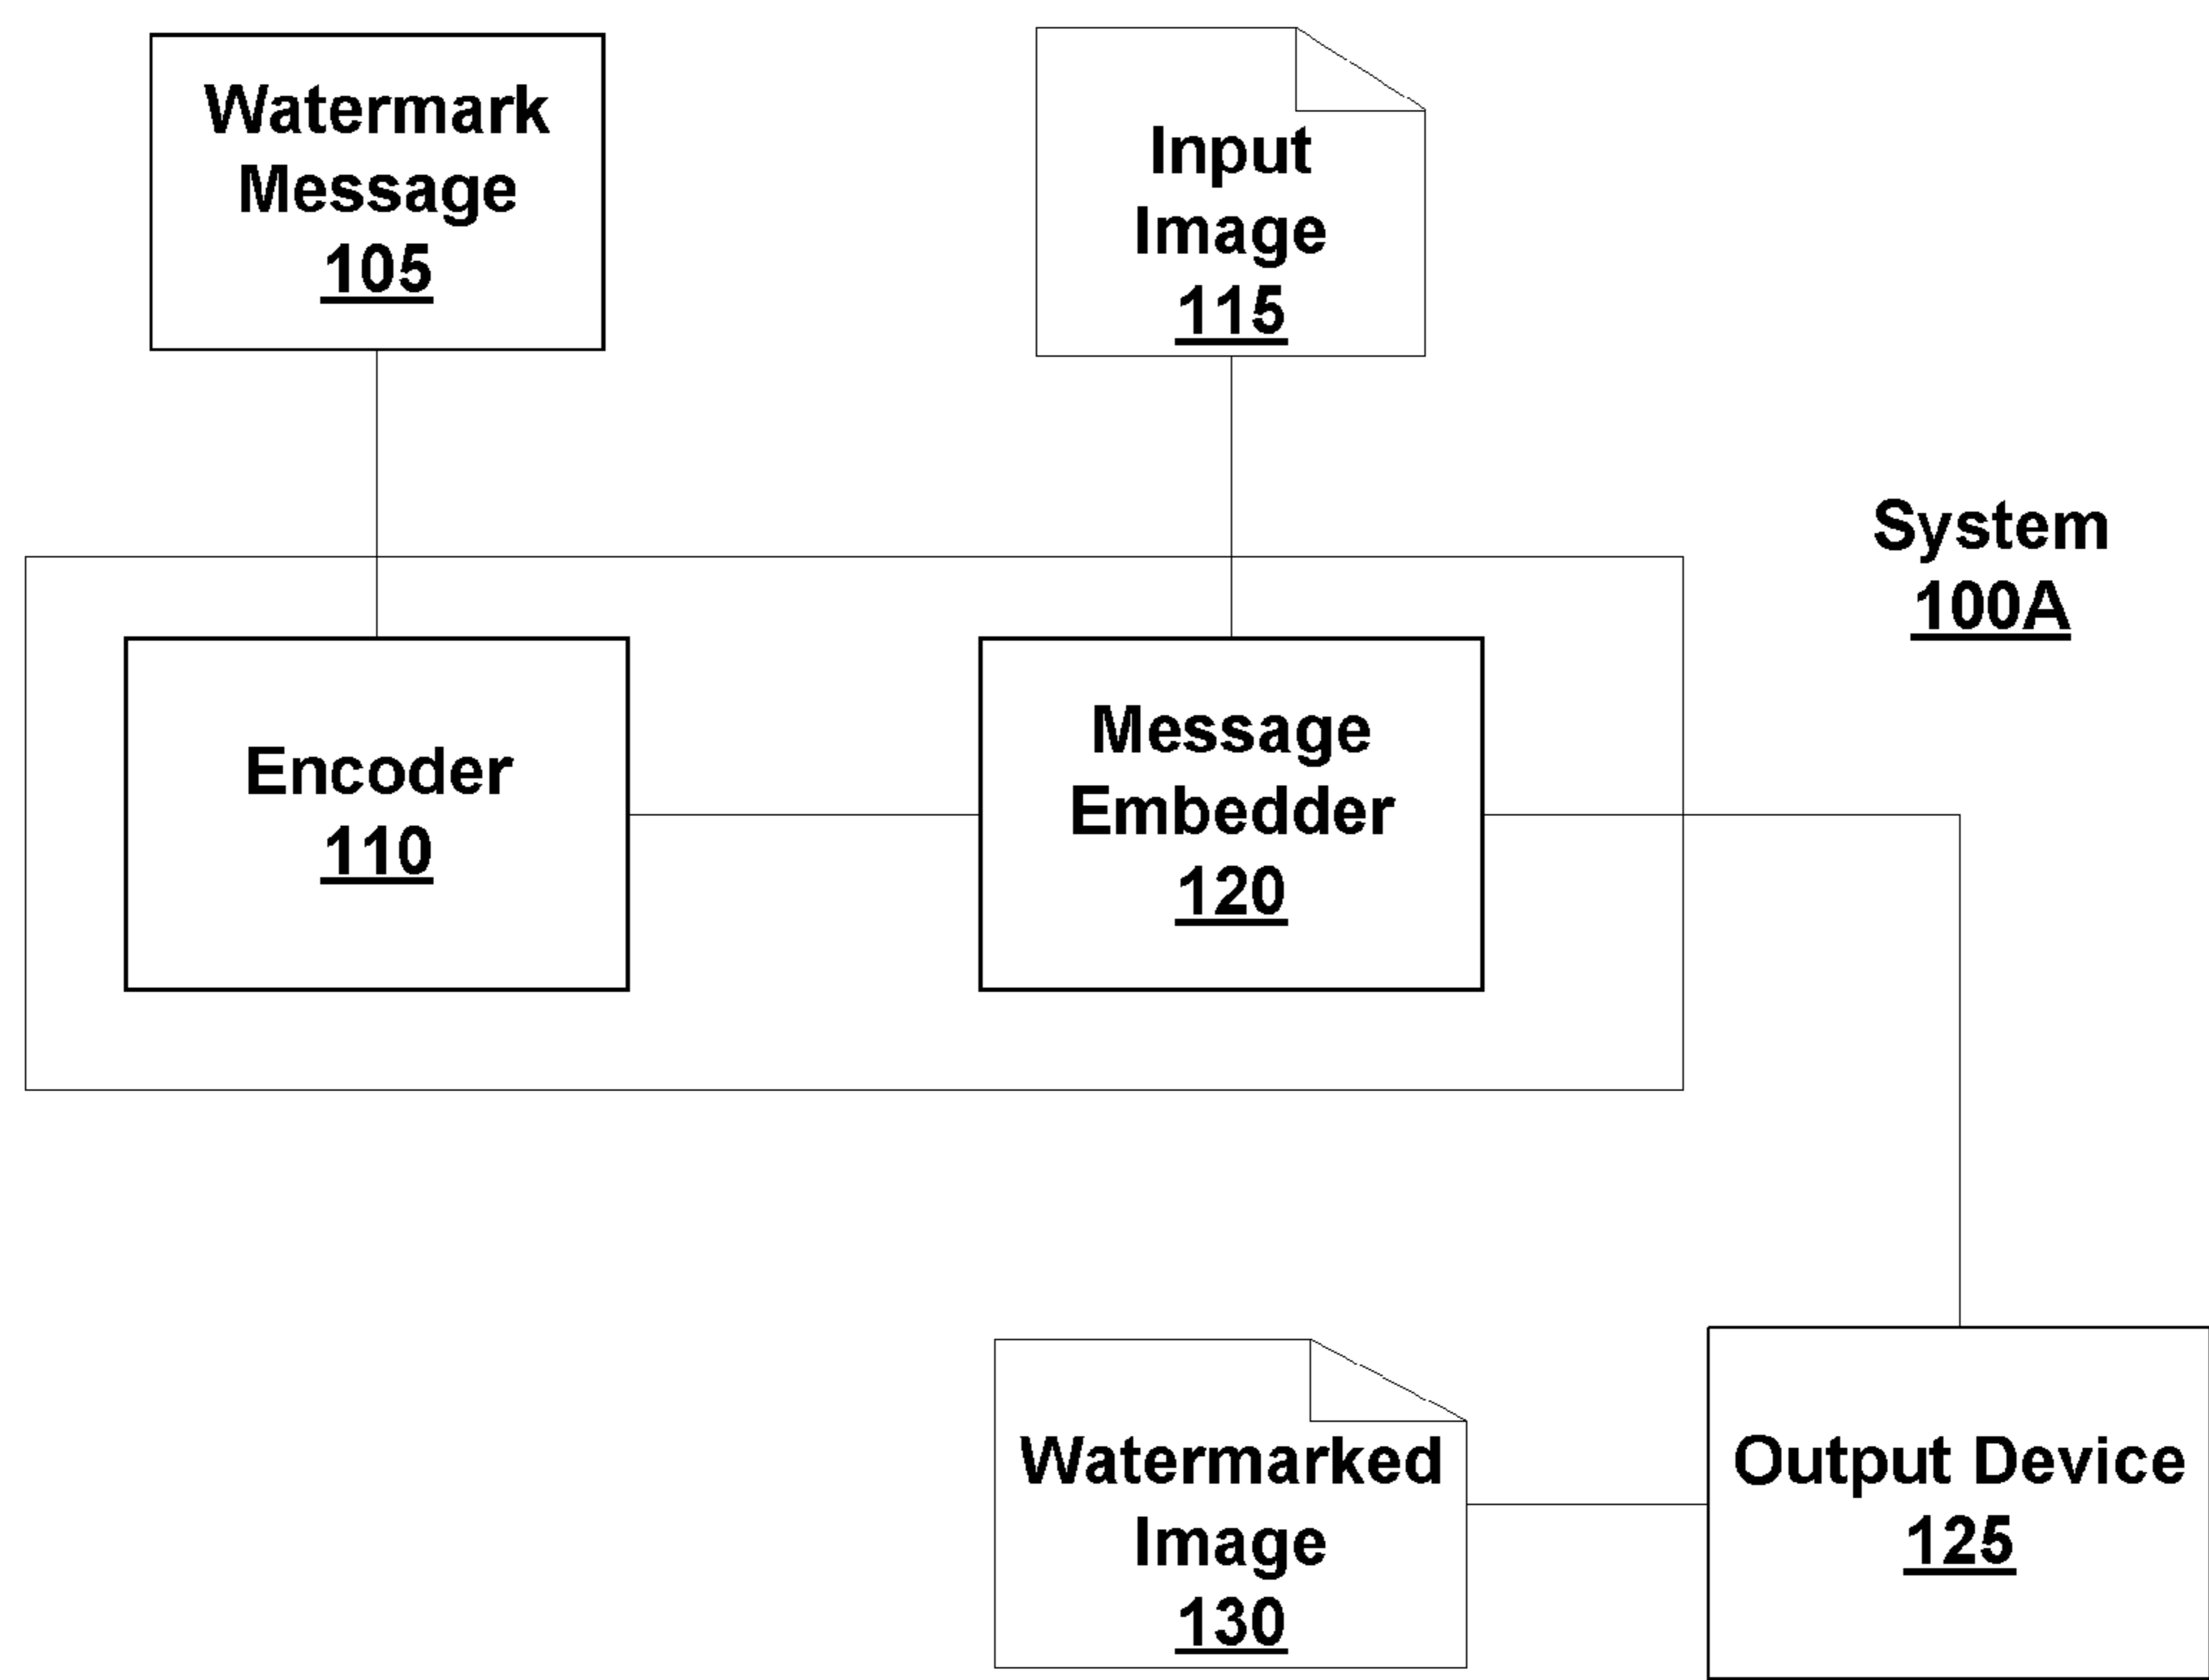 Watermark
Message
105
Input
Image
115
System
100A
Encoder
110
Message
Embedder
120
Watermarked
Image
130
Output Device
125